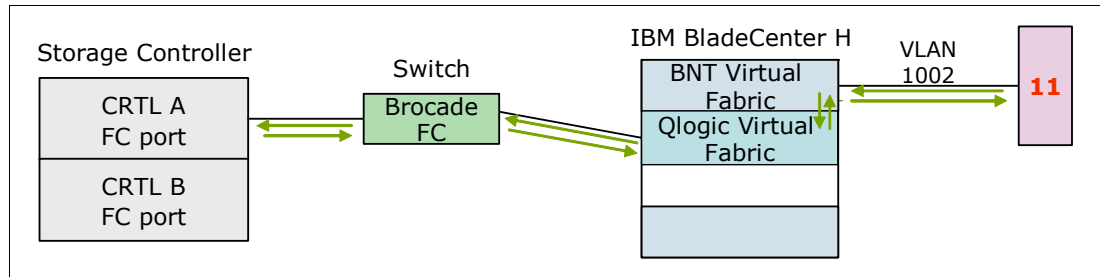 Storage Controller
CRTL A
FC port
CRTL B
FC port
Switch
Brocade
FC
IBM BladeCenter H
BNT Virtual
Fabric
Qlogic Virtual
Fabric
VLAN
1002
11